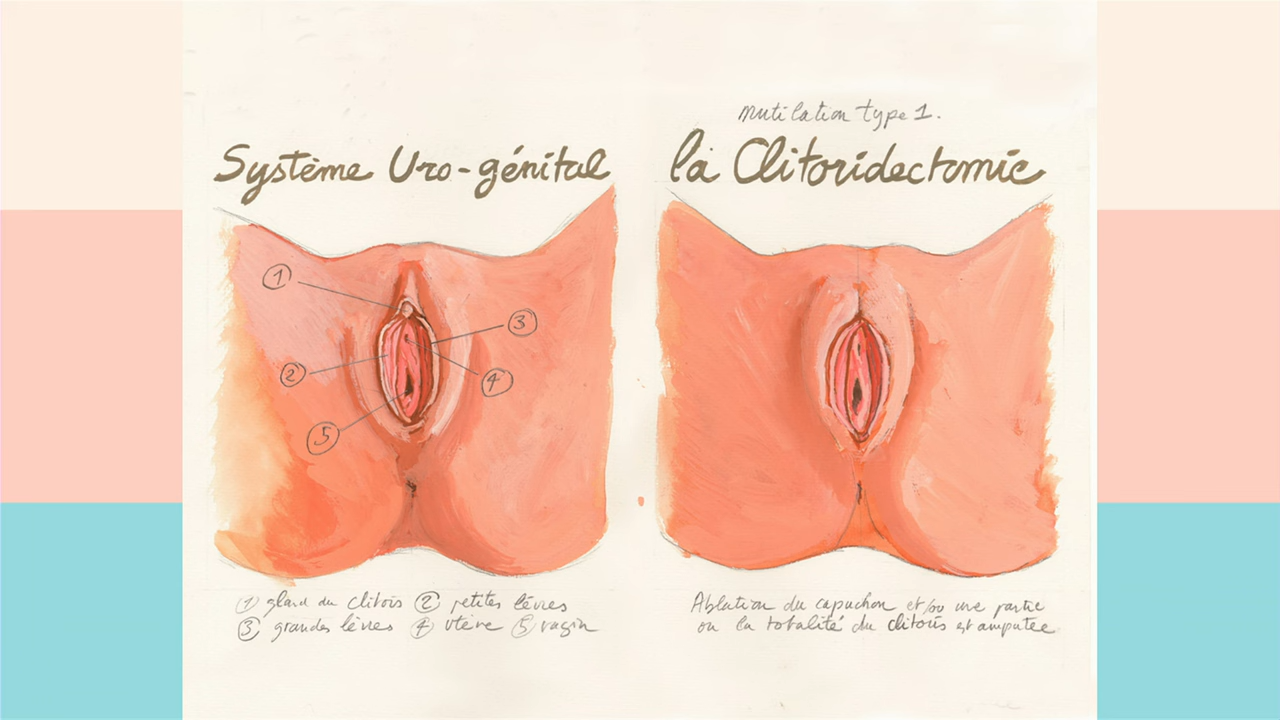 Système Uro-génital
①
②
③
④
⑤
① gland du clitoris ② petites lèvres
③ grandes lèvres ④ utère ⑤ vagin
mutilation type 1.
la Clitoridectomie
Ablation du capuchon et/ou une partie
ou la totalité du clitoris est amputée